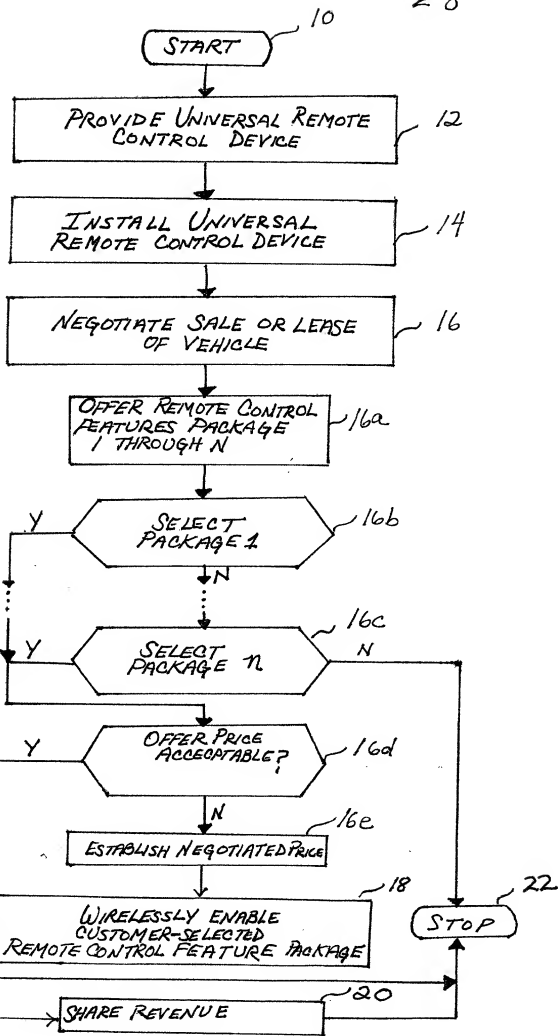 28
10
START
PROVIDE UNIVERSAL REMOTE
CONTROL DEVICE
12
INSTALL UNIVERSAL
REMOTE CONTROL DEVICE
14
NEGOTIATE SALE OR LEASE
OF VEHICLE
16
OFFER REMOTE CONTROL
FEATURES PACKAGE
1 THROUGH N
16a
Y
SELECT
PACKAGE 1
16b
N
Y
SELECT
PACKAGE n
16c
N
Y
OFFER PRICE
ACCECPTABLE?
16d
N
16e
ESTABLISH NEGOTIATED PRICE
18
WIRELESSLY ENABLE
CUSTOMER-SELECTED
REMOTE CONTROL FEATURE PACKAGE
22
STOP
20
SHARE REVENUE